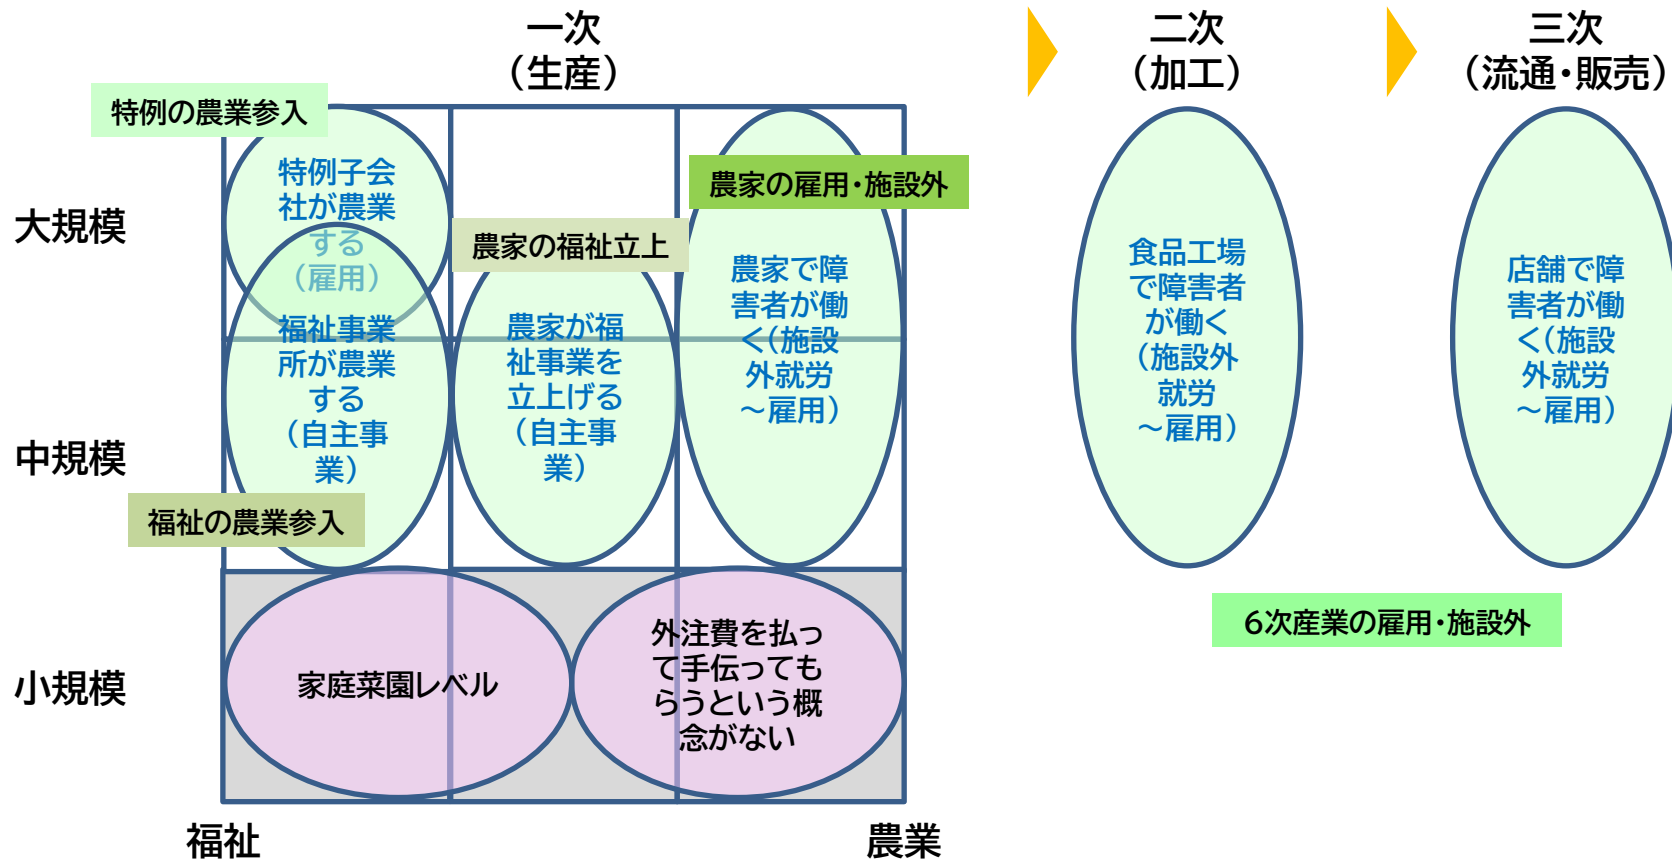 一次
（生産）
二次
（加工）
三次
（流通・販売）
特例の農業参入
特例子会
社が農業
する
（雇用）
農家の雇用・施設外
大規模
農家の福祉立上
農家で障
害者が働
く（施設
外就労
～雇用）
食品工場
で障害者
が働く
（施設外
就労
～雇用）
店舗で障
害者が働
く（施設
外就労
～雇用）
福祉事業
所が農業
する
（自主事
業）
農家が福
祉事業を
立上げる
（自主事
業）
中規模
福祉の農業参入
6次産業の雇用・施設外
小規模
家庭菜園レベル
外注費を払っ
て手伝っても
らうという概
念がない
福祉
農業